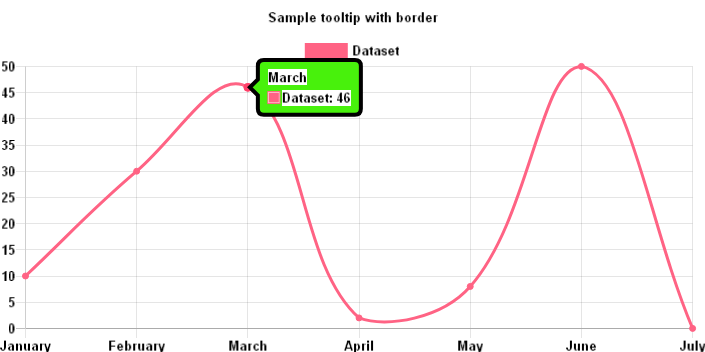 Sample tooltip with border
Dataset
March
Dataset: 46
50
45
40
35
30
25
20
15
10
5
0
January February March April May June July